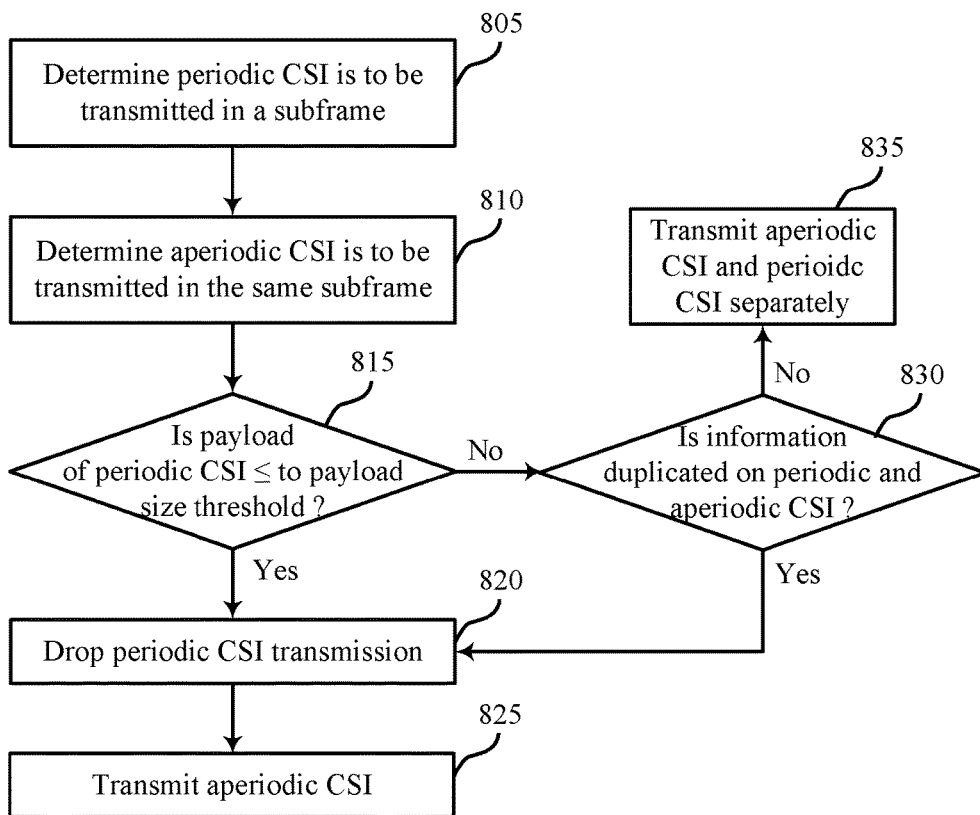 805
Determine periodic CSI is to be
transmitted in a subframe
810
Determine aperiodic CSI is to be
transmitted in the same subframe
815
Is payload
of periodic CSI ≤ to payload
size threshold ?
No
Yes
820
Drop periodic CSI transmission
825
Transmit aperiodic CSI
830
Is information
duplicated on periodic and
aperiodic CSI ?
No
Yes
835
Transmit aperiodic
CSI and perioidc
CSI separately